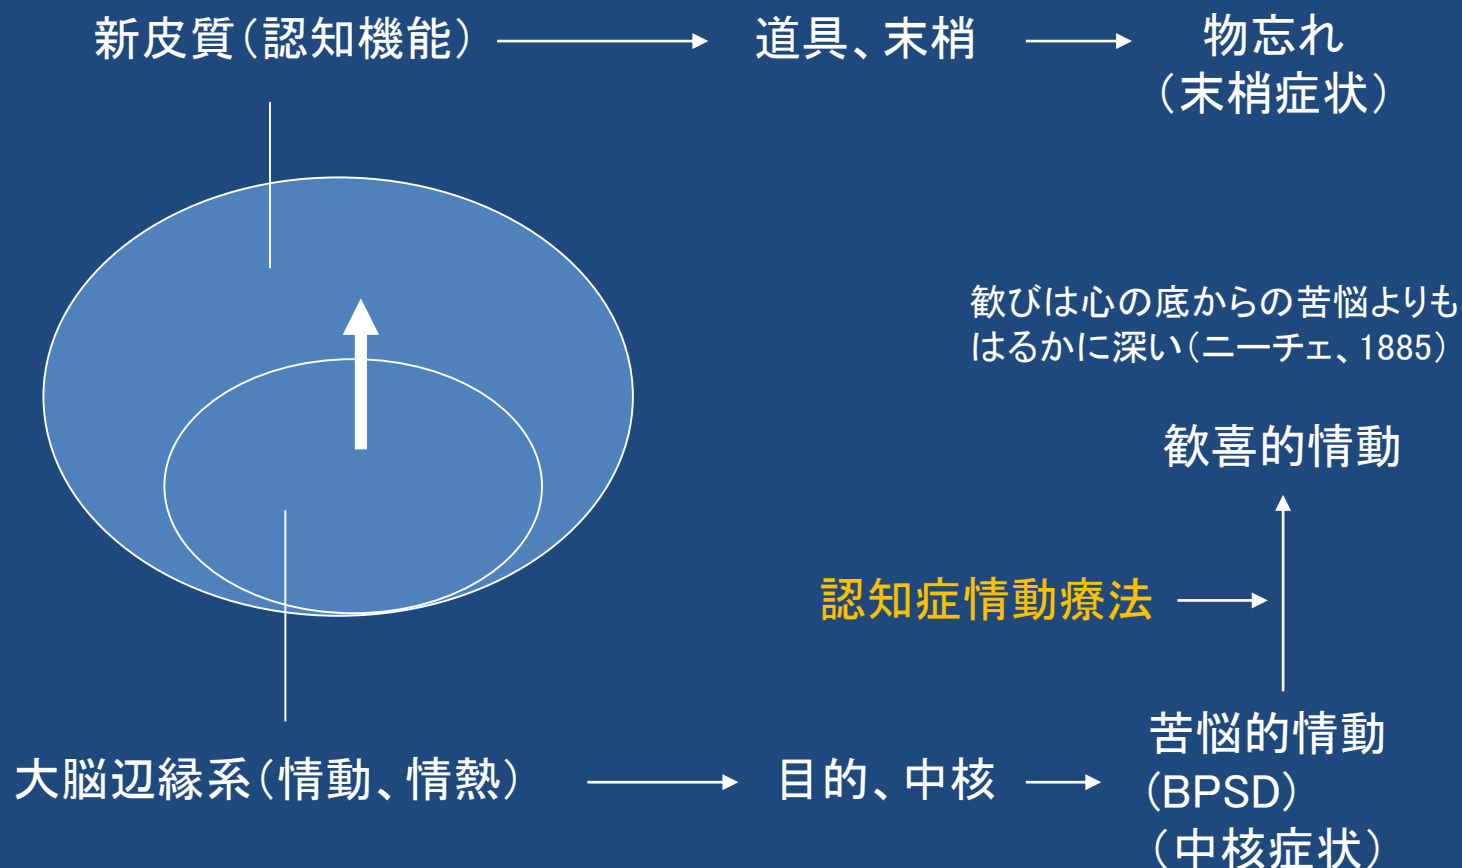 新皮質（認知機能）
道具、末梢
物忘れ
（末梢症状）
歓びは心の底からの苦悩よりも
はるかに深い（ニーチェ、1885）
歓喜的情動
認知症情動療法
大脳辺縁系（情動、情熱）
目的、中核
苦悩的情動
（BPSD）
（中核症状）